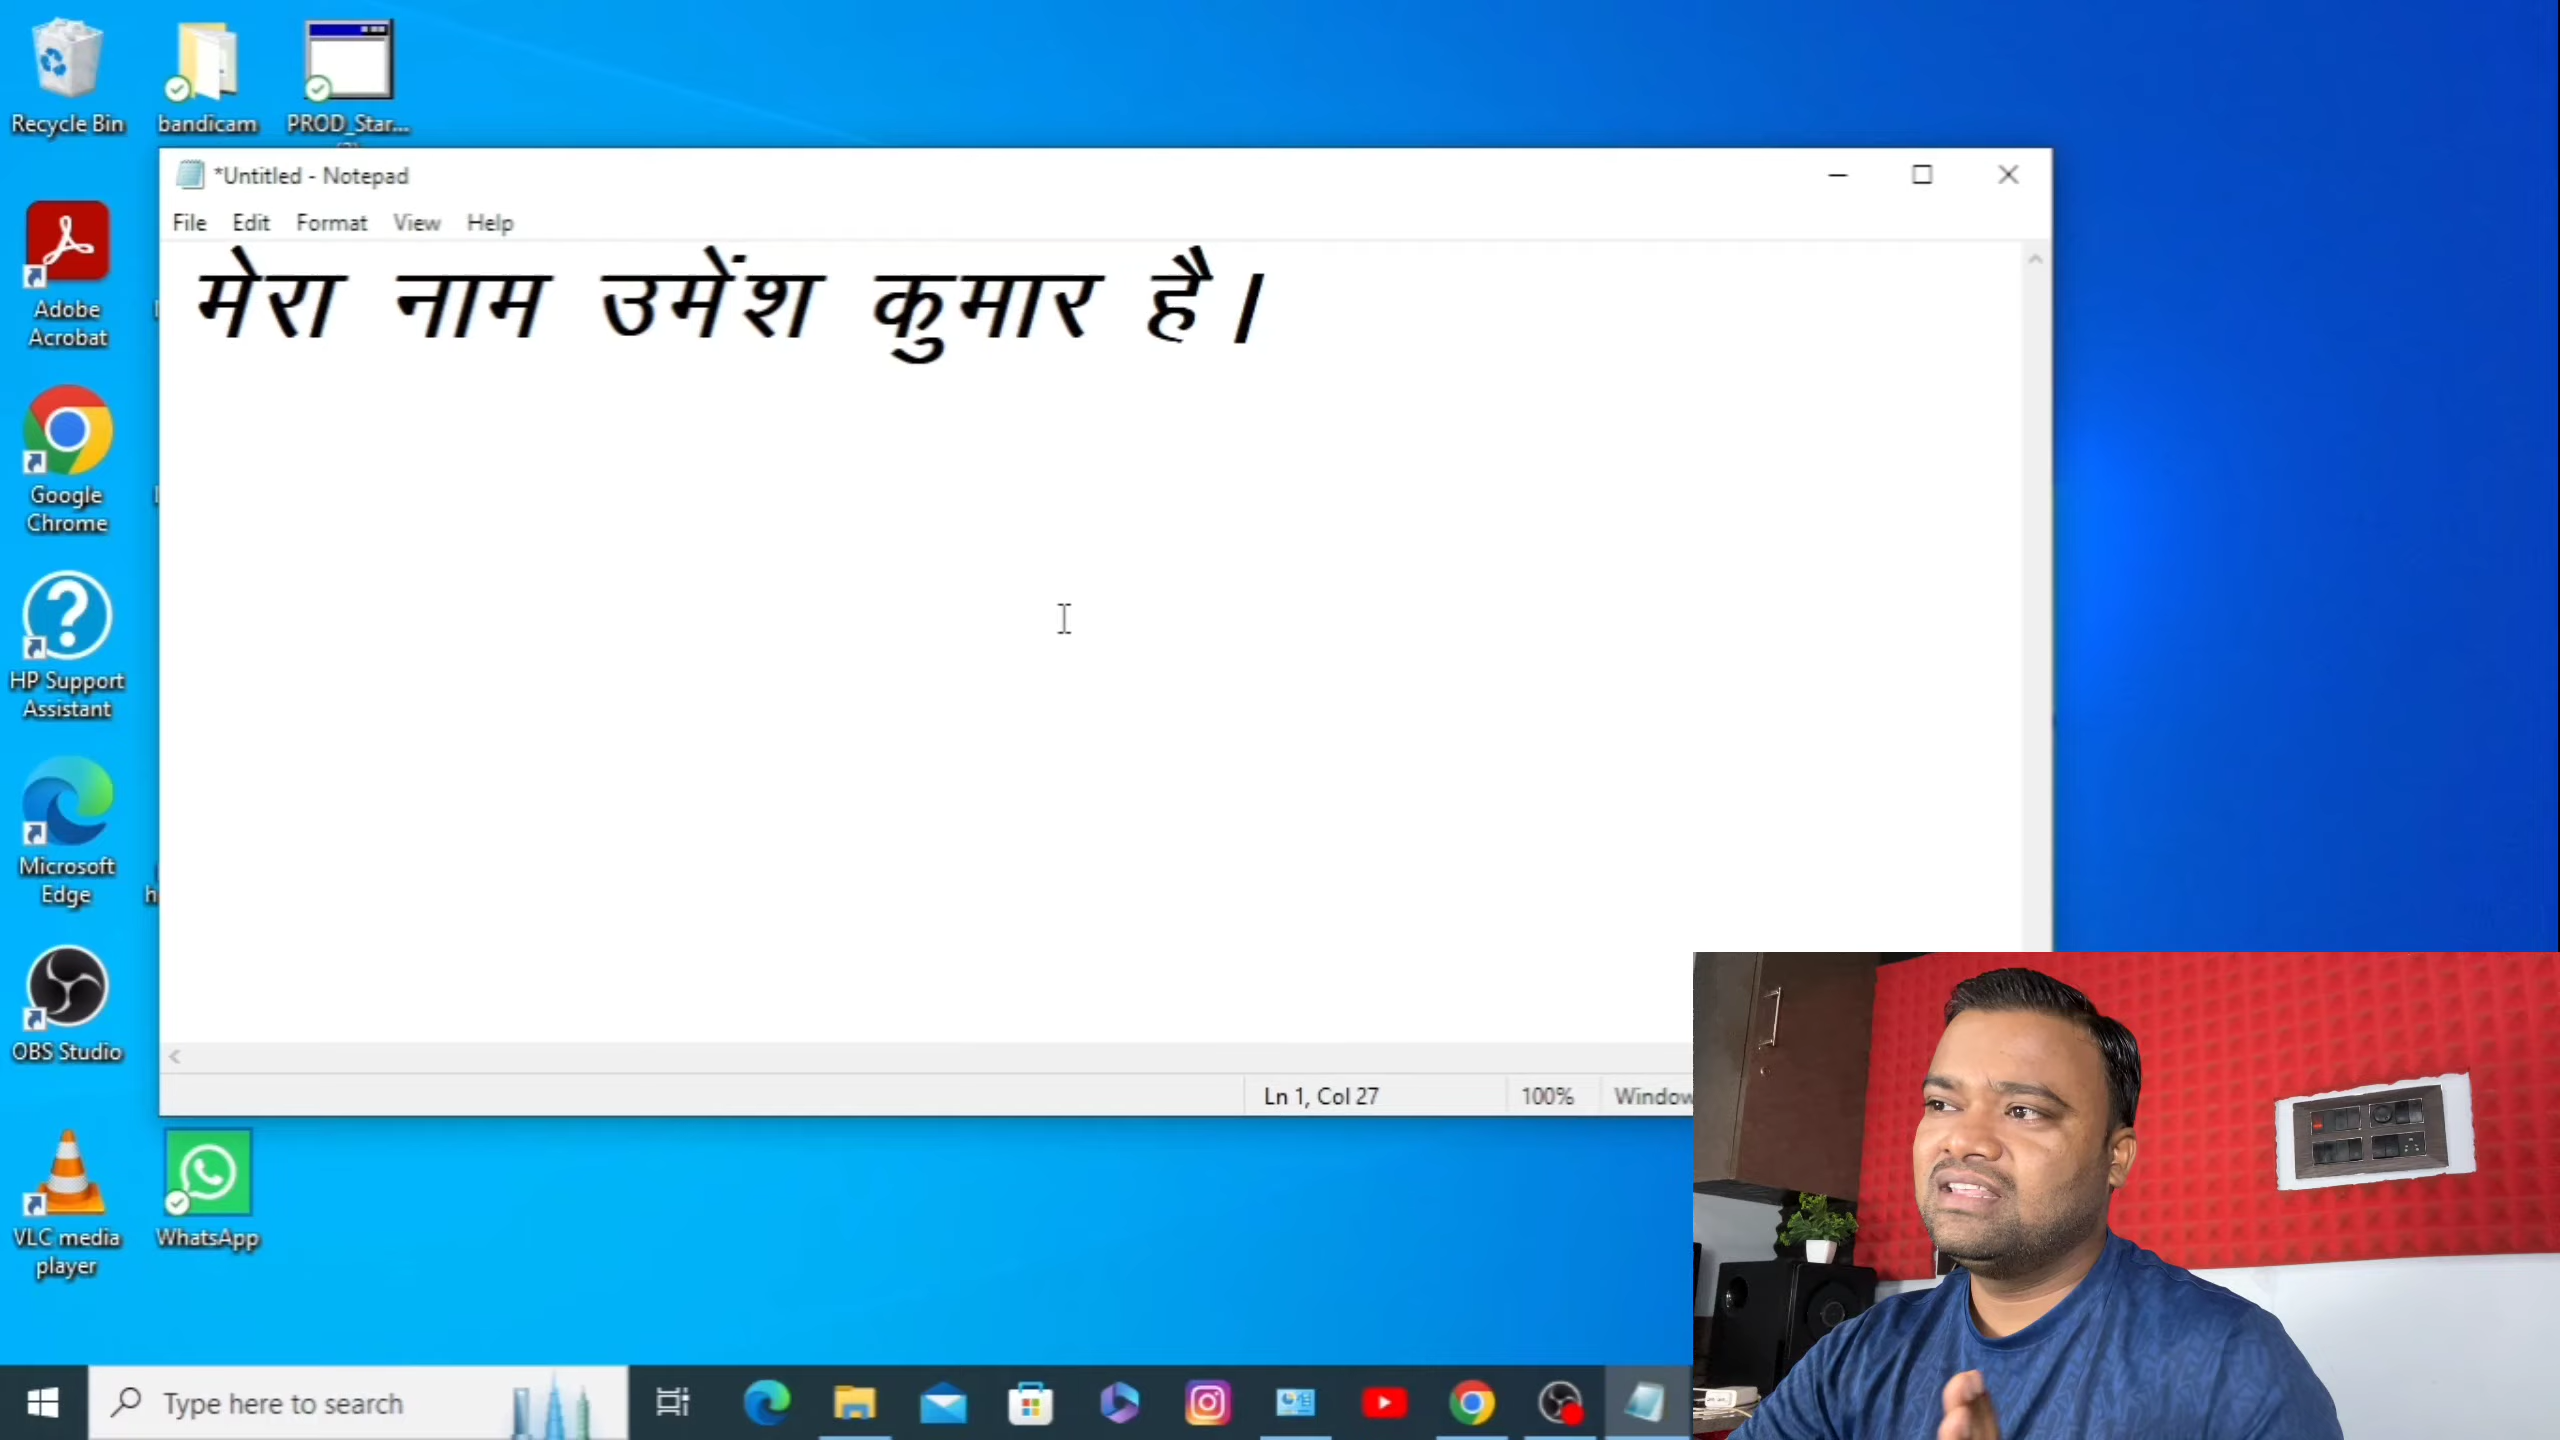 Recycle Bin
bandicam
PROD_Star...
*Untitled - Notepad
File Edit Format View Help
मेरा नाम उमेंश कुमार है।
Adobe
Acrobat
Google
Chrome
HP Support
Assistant
Microsoft
Edge
OBS Studio
Ln 1, Col 27 100% Window
VLC media
player
WhatsApp
Type here to search